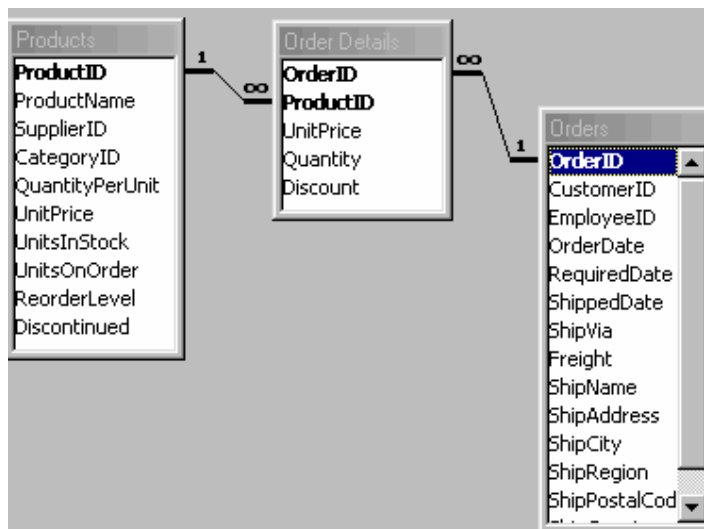 Products
ProductID
ProductName
SupplierID
CategoryID
QuantityPerUnit
UnitPrice
UnitsInStock
UnitsOnOrder
ReorderLevel
Discontinued
1
∞
Order Details
OrderID
ProductID
UnitPrice
Quantity
Discount
∞
1
Orders
OrderID
CustomerID
EmployeeID
OrderDate
RequiredDate
ShippedDate
ShipVia
Freight
ShipName
ShipAddress
ShipCity
ShipRegion
ShipPostalCod